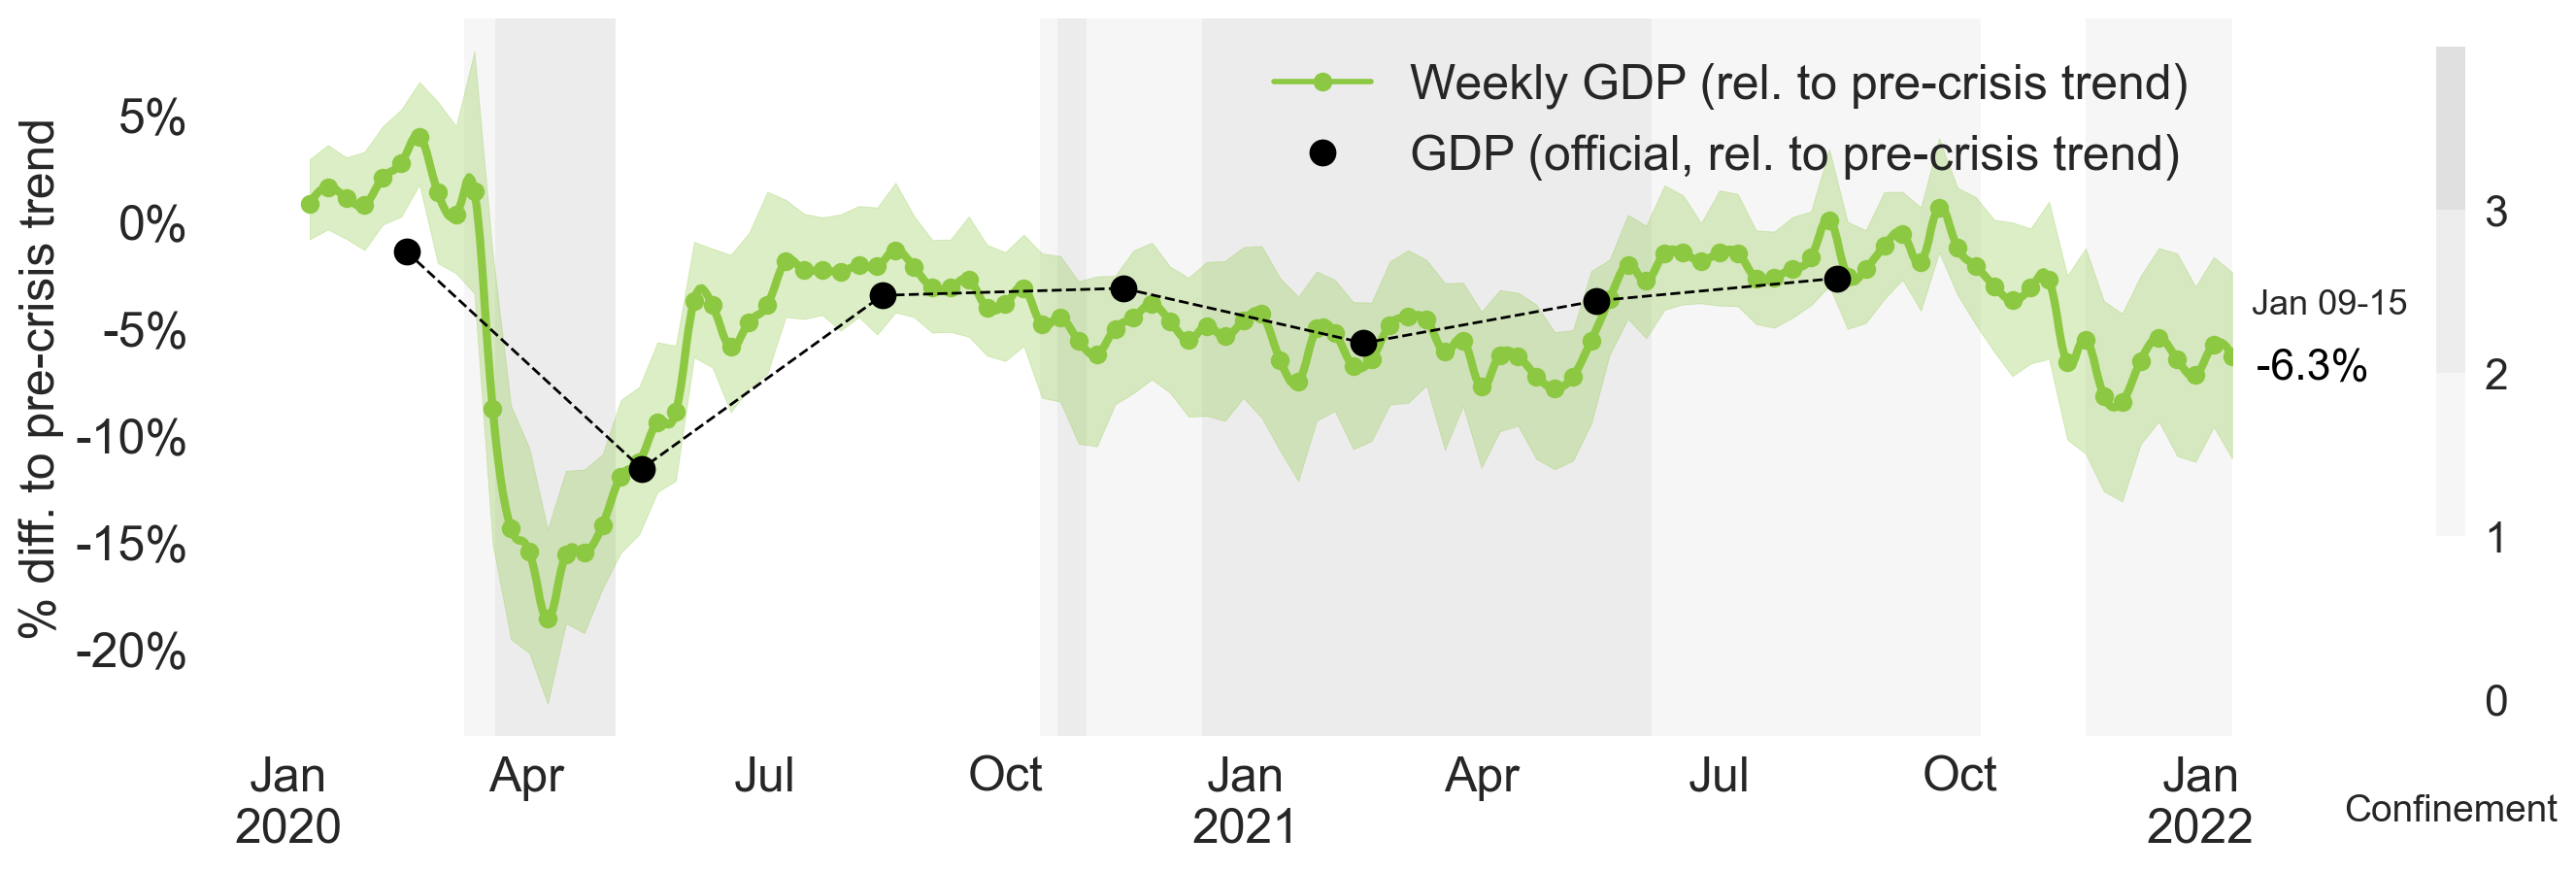 Weekly GDP (rel. to pre-crisis trend)
GDP (official, rel. to pre-crisis trend)
% diff. to pre-crisis trend
5%
0%
-5%
-10%
-15%
-20%
Jan
2020
Apr
Jul
Oct
Jan
2021
Apr
Jul
Oct
Jan
2022
Jan 09-15
-6.3%
3
2
1
0
Confinement